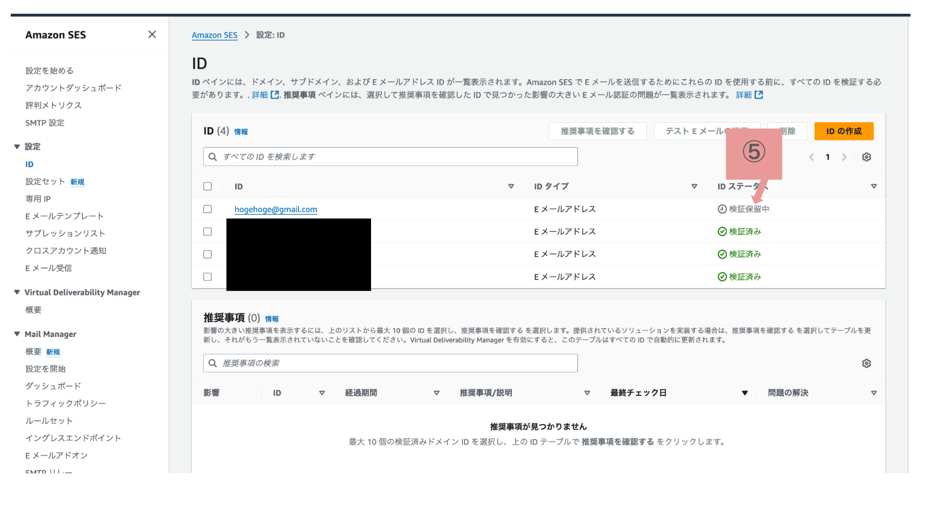 Amazon SES
設定を始める
アカウントダッシュボード
評判メトリクス
SMTP 設定
設定
ID
設定セット 新規
専用 IP
E メールテンプレート
サプレッションリスト
クロスアカウント通知
E メール受信
Virtual Deliverability Manager
概要
Mail Manager
概要 新規
設定を開始
ダッシュボード
トラフィックポリシー
ルールセット
イングレスエンドポイント
E メールアドオン
SMTP リレー
Amazon SES > 設定: ID
ID
ID ペインには、ドメイン、サブドメイン、および E メールアドレス ID が一覧表示されます。Amazon SES で E メールを送信するためにこれらの ID を使用する前に、すべての ID を検証する必
要があります。. 詳細 . 推奨事項 ペインには、選択して推奨事項を確認した ID で見つかった影響の大きい E メール認証の問題が一覧表示されます。 詳細
ID (4) 情報
推奨事項を確認する テスト E メールの 削除 ID の作成
すべての ID を検索します
1
⑤
ID ID タイプ ID ステータス
hogehoge@gmail.com E メールアドレス 検証保留中
E メールアドレス 検証済み
E メールアドレス 検証済み
E メールアドレス 検証済み
推奨事項 (0) 情報
影響の大きい推奨事項を表示するには、上のリストから最大 10 個の ID を選択し、推奨事項を確認する を選択します。提供されているソリューションを実装する場合は、推奨事項を確認する を選択してテーブルを更
新し、それがもう一覧表示されていないことを確認してください。Virtual Deliverability Manager を有効にすると、このテーブルはすべての ID で自動的に更新されます。
推奨事項の検索
影響 ID 経過期間 推奨事項/説明 最終チェック日 問題の解決
推奨事項が見つかりません
最大 10 個の検証済みドメイン ID を選択し、上の ID テーブルで 推奨事項を確認する をクリックします。